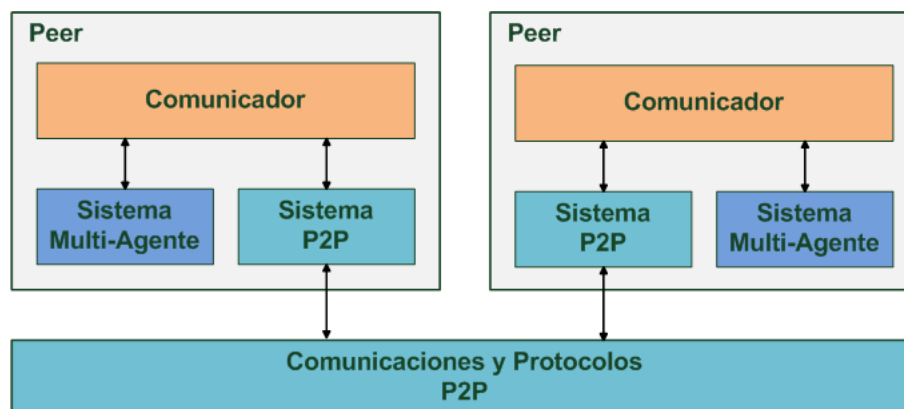 Peer
Comunicador
Sistema
Multi-Agente
Sistema
P2P
Peer
Comunicador
Sistema
P2P
Sistema
Multi-Agente
Comunicaciones y Protocolos
P2P